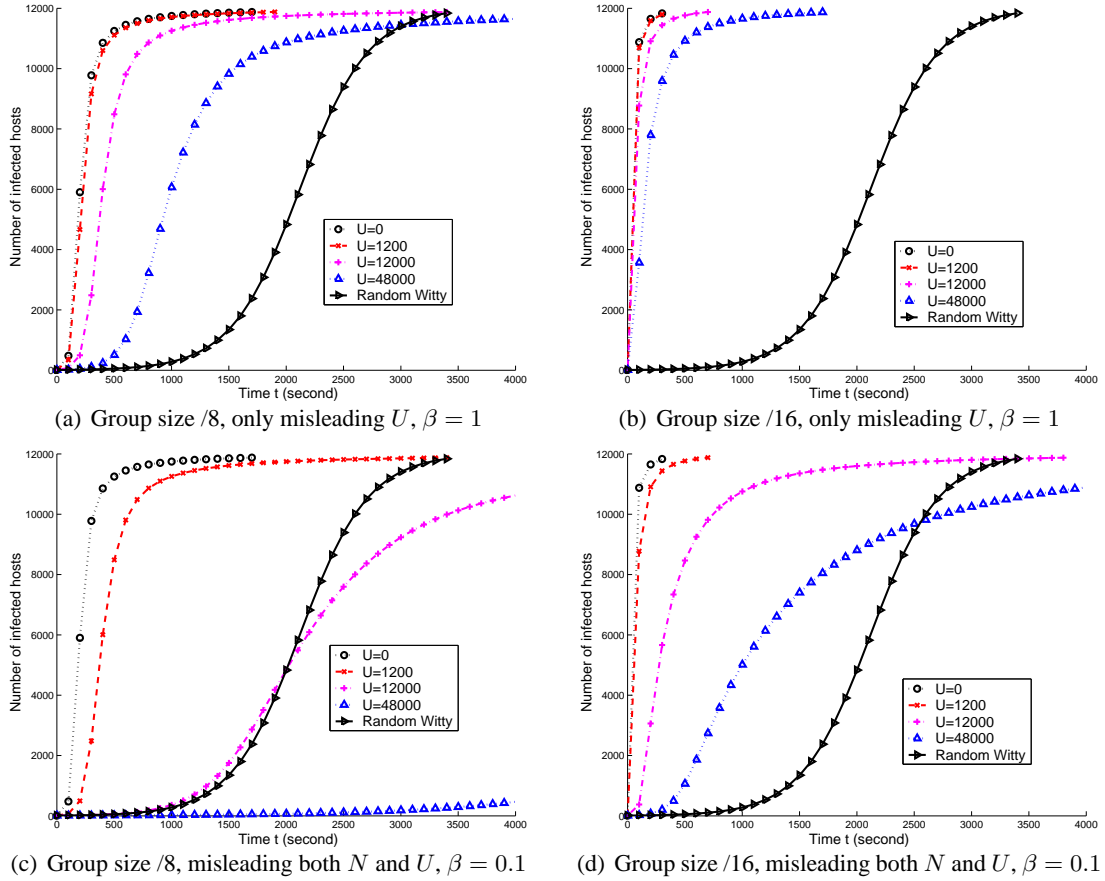 12000
10000
8000
6000
4000
2000
0
Number of infected hosts
U=0
U=1200
U=12000
U=48000
Random Witty
0 500 1000 1500 2000 2500 3000 3500 4000
Time t (second)
(a) Group size /8, only misleading U, β = 1
12000
10000
8000
6000
4000
2000
0
Number of infected hosts
U=0
U=1200
U=12000
U=48000
Random Witty
0 500 1000 1500 2000 2500 3000 3500 4000
Time t (second)
(b) Group size /16, only misleading U, β = 1
12000
10000
8000
6000
4000
2000
0
Number of infected hosts
U=0
U=1200
U=12000
U=48000
Random Witty
0 500 1000 1500 2000 2500 3000 3500 4000
Time t (second)
(c) Group size /8, misleading both N and U, β = 0.1
12000
10000
8000
6000
4000
2000
0
Number of infected hosts
U=0
U=1200
U=12000
U=48000
Random Witty
0 500 1000 1500 2000 2500 3000 3500 4000
Time t (second)
(d) Group size /16, misleading both N and U, β = 0.1